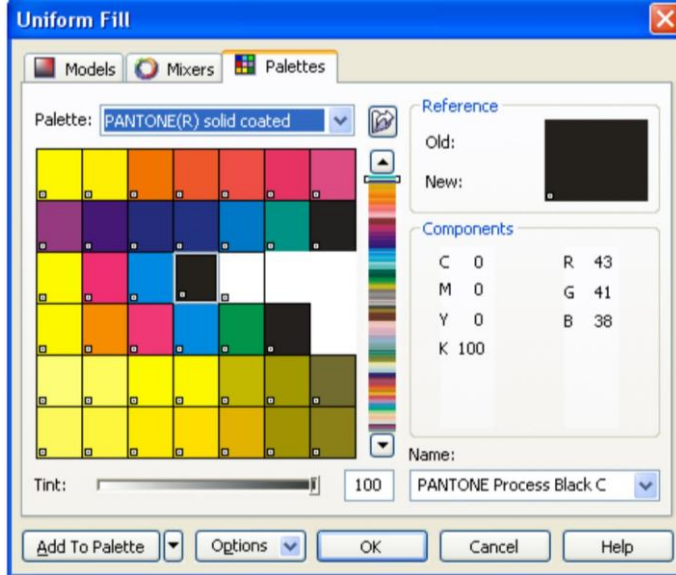 Uniform Fill
Models Mixers Palettes
Palette: PANTONE(R) solid coated
Reference
Old:
New:
Components
C 0 R 43
M 0 G 41
Y 0 B 38
K 100
Name:
Tint: 100 PANTONE Process Black C
Add To Palette Options OK Cancel Help